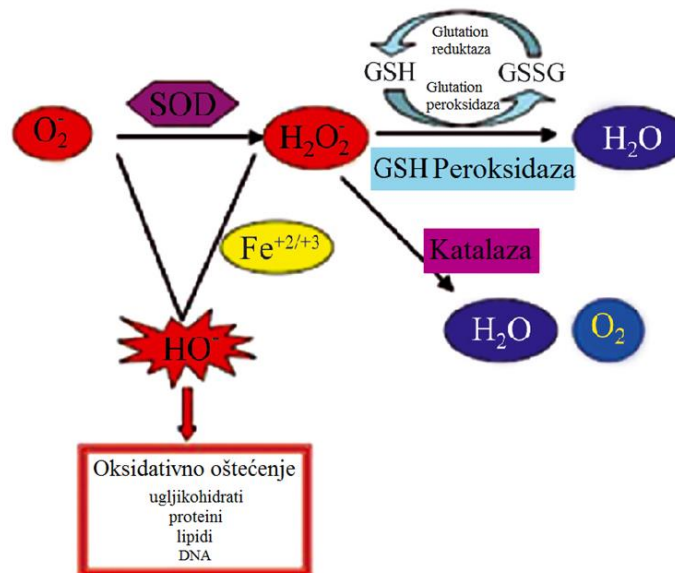 Glutation
reduktaza
GSH
GSSG
Glutation
peroksidaza
SOD
O₂⁻
H₂O₂⁻
H₂O
GSH Peroksidaza
Fe⁺²/⁺³
Katalaza
HO⁻
H₂O
O₂
Oksidativno oštećenje
ugljikohidrati
proteini
lipidi
DNA